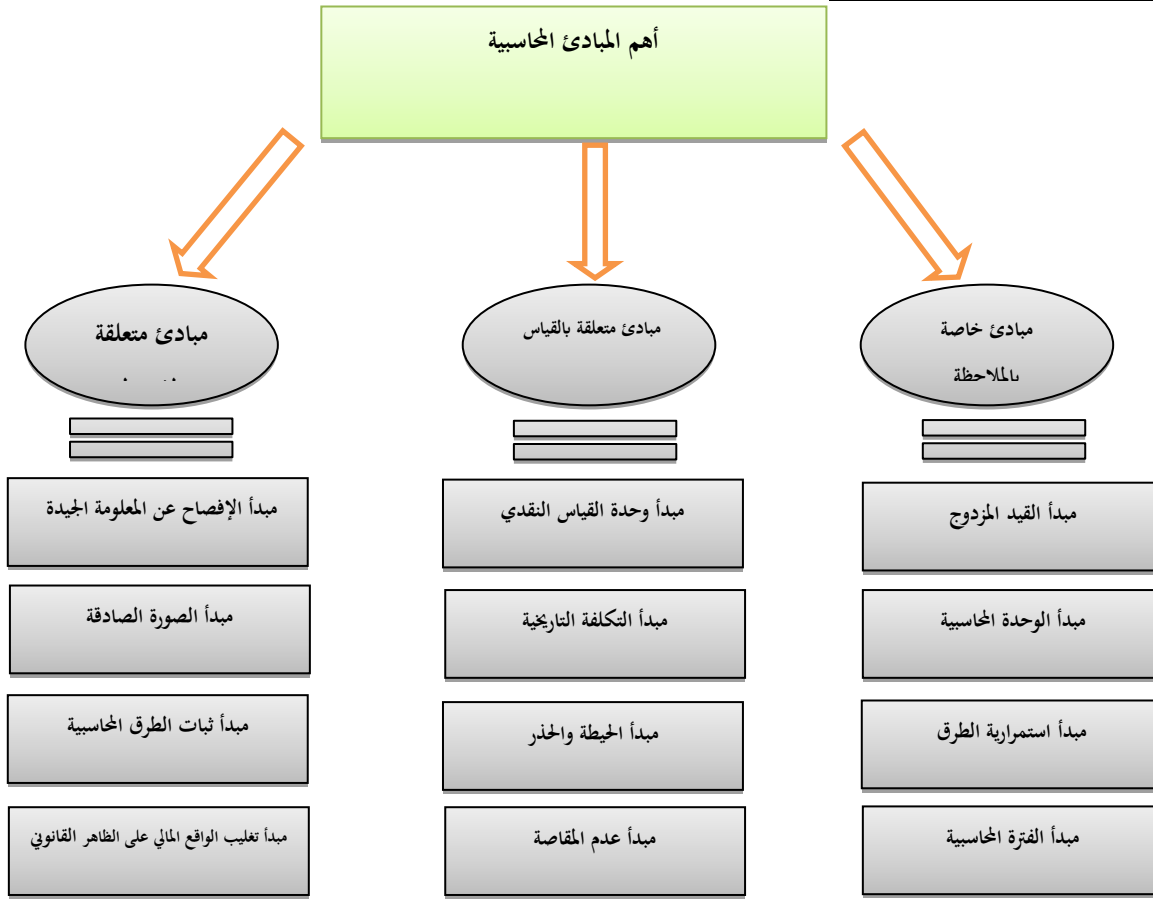 أهم المبادئ المحاسبية
مبادئ خاصة
بالملاحظة
مبادئ متعلقة بالقياس
مبادئ متعلقة
مبدأ القيد المزدوج
مبدأ وحدة القياس النقدي
مبدأ الإفصاح عن المعلومة الجيدة
مبدأ الوحدة المحاسبية
مبدأ التكلفة التاريخية
مبدأ الصورة الصادقة
مبدأ استمرارية الطرق
مبدأ الحيطة والحذر
مبدأ ثبات الطرق المحاسبية
مبدأ الفترة المحاسبية
مبدأ عدم المقاصة
مبدأ تغليب الواقع المالي على الظاهر القانوني